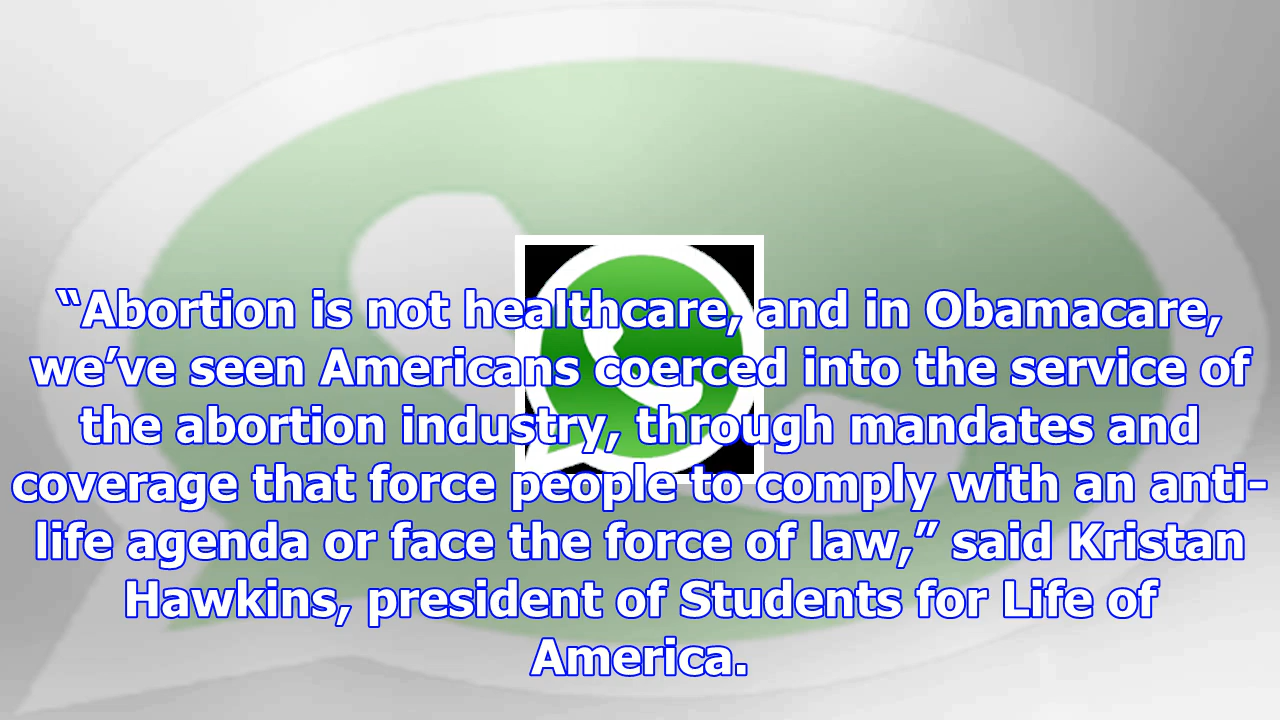 “Abortion is not healthcare, and in Obamacare,
we’ve seen Americans coerced into the service of
the abortion industry, through mandates and
coverage that force people to comply with an anti-
life agenda or face the force of law,” said Kristan
Hawkins, president of Students for Life of
America.